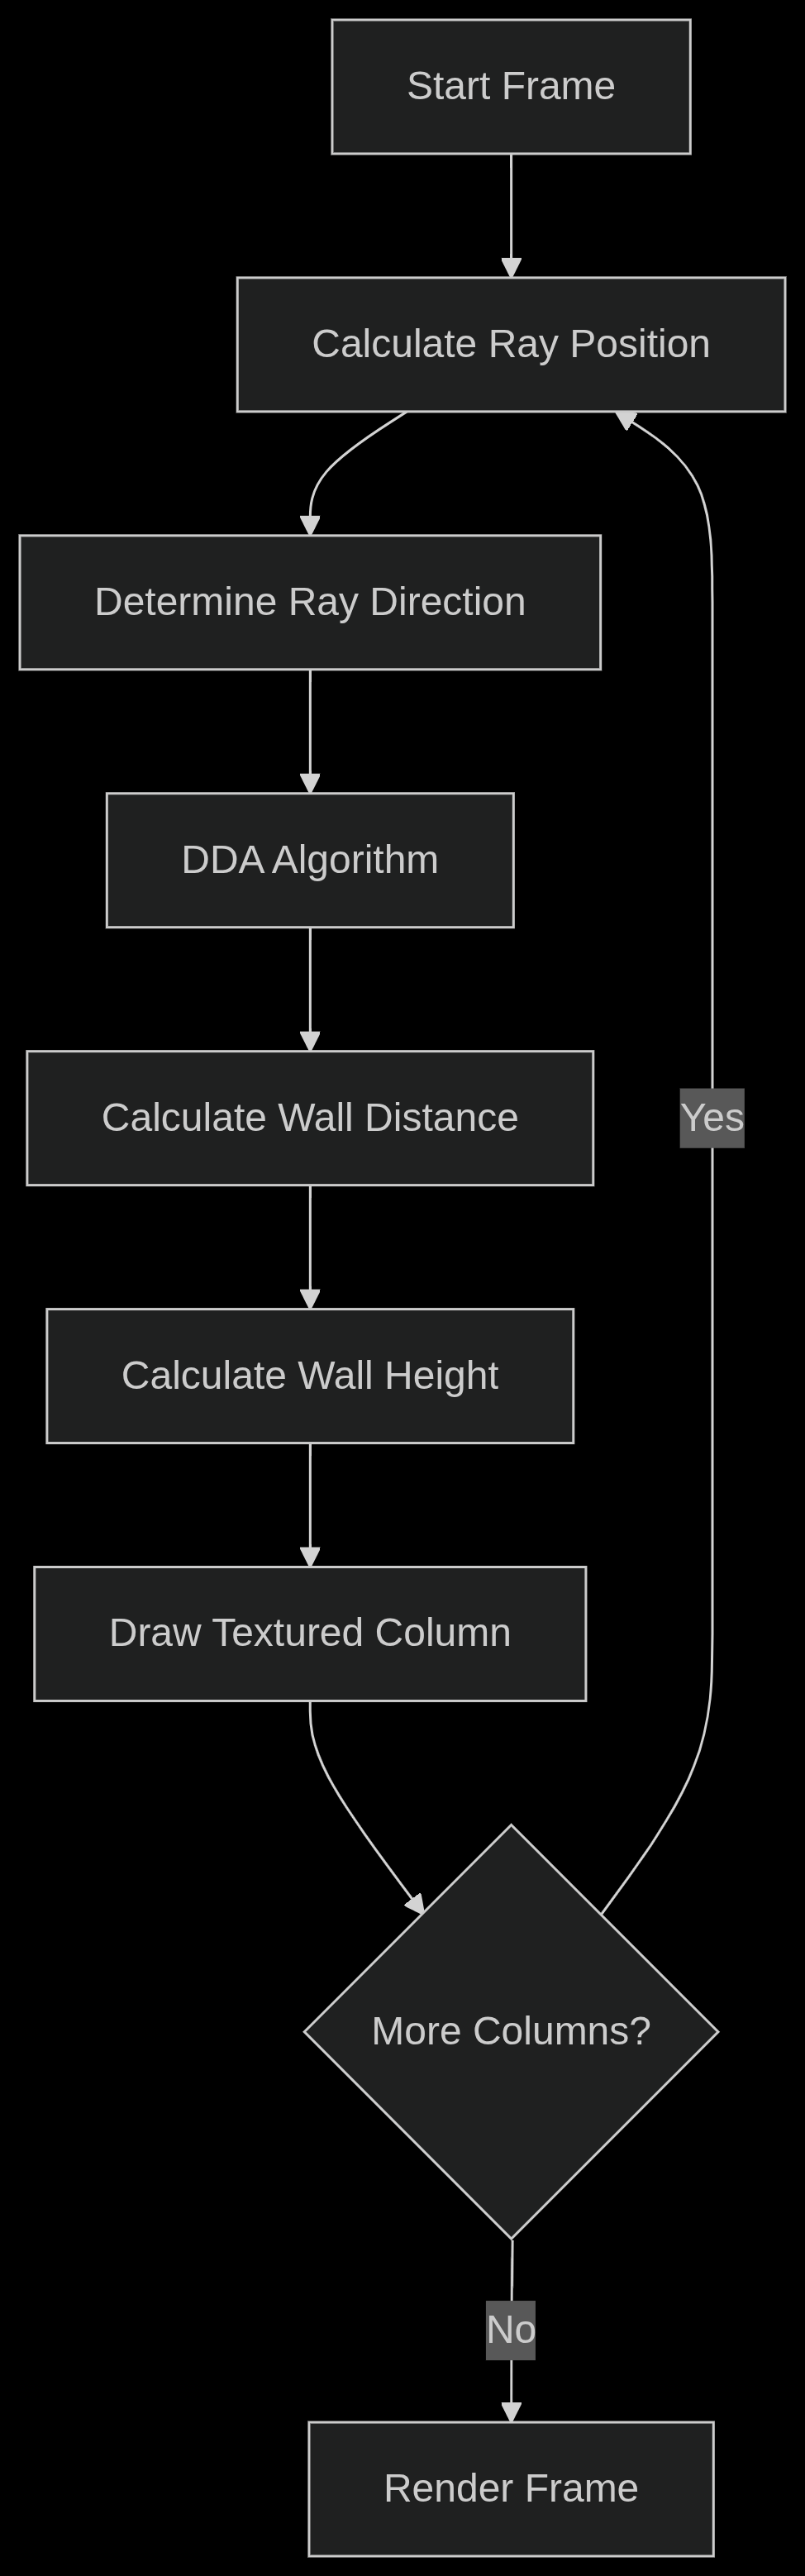 Start Frame
Calculate Ray Position
Determine Ray Direction
DDA Algorithm
Calculate Wall Distance
Yes
Calculate Wall Height
Draw Textured Column
More Columns?
No
Render Frame